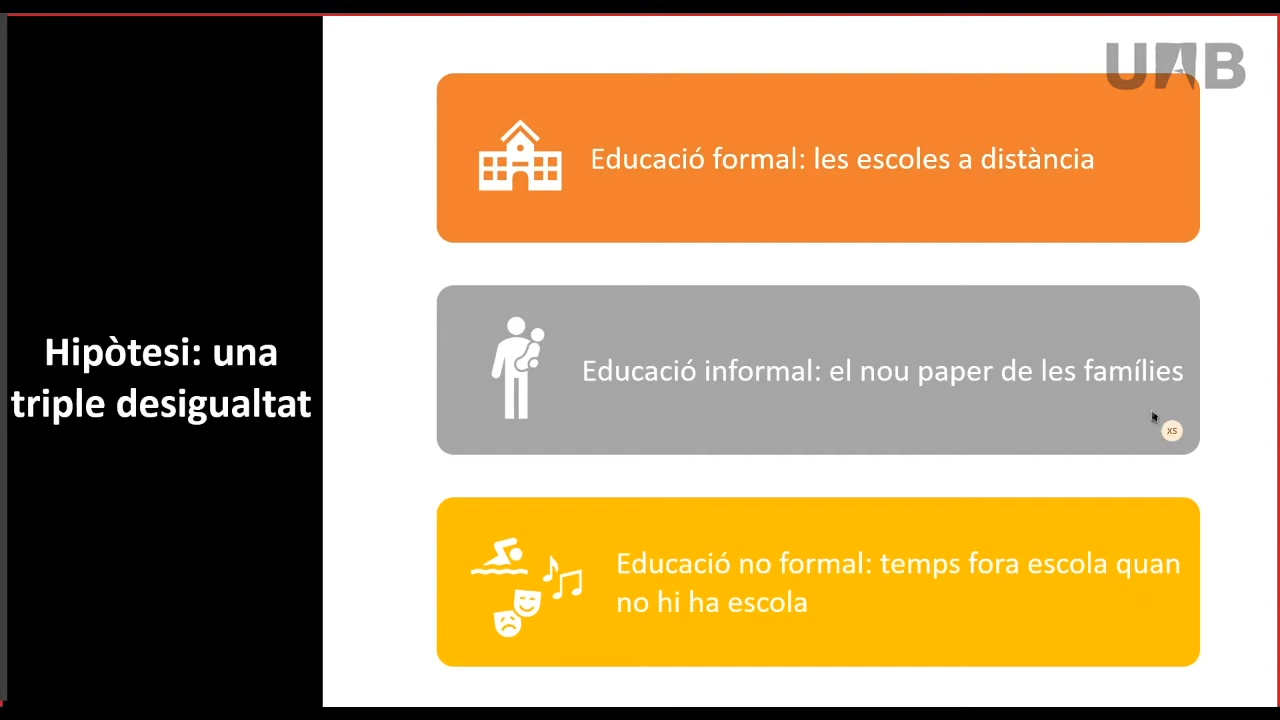 UAB
Educació formal: les escoles a distància
Hipòtesi: una
triple desigualtat
Educació informal: el nou paper de les famílies
XS
Educació no formal: temps fora escola quan
no hi ha escola